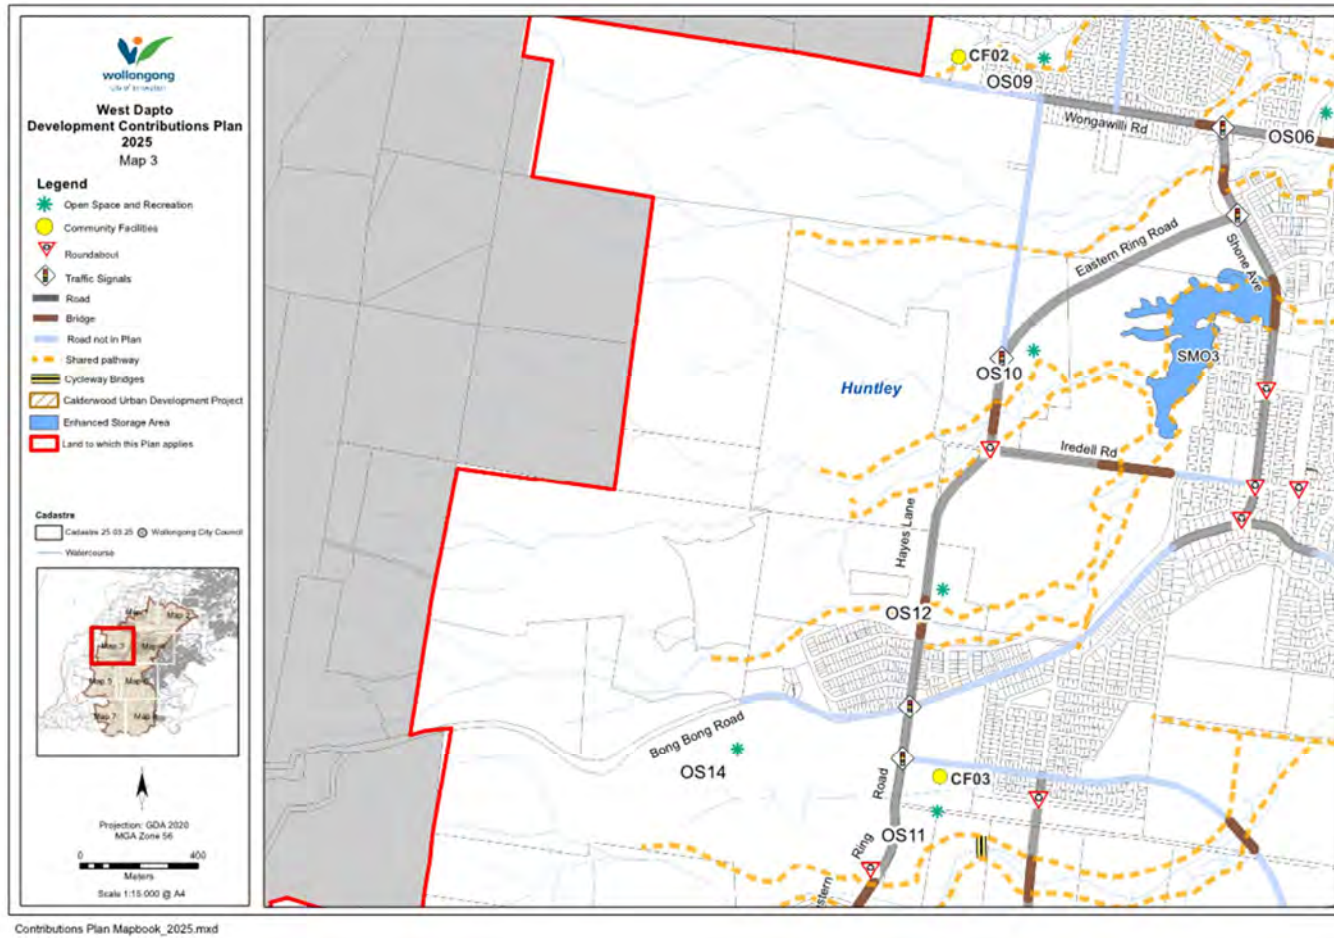 wollongong
city of innovation
West Dapto
Development Contributions Plan
2025
Map 3
Legend
Open Space and Recreation
Community Facilities
Roundabout
Traffic Signals
Road
Bridge
Road not in Plan
Shared pathway
Cycleway Bridges
Calderwood Urban Development Project
Enhanced Storage Area
Land to which this Plan applies
Cadastre
Cadastre 25 03 25 © Wollongong City Council
Watercourse
Map 3
Map 5
Map 7
Projection: GDA 2020
MGA Zone 56
0 400
Meters
Scale 1:15 000 @ A4
CF02
OS09
Wongawilli Rd
OS06
Eastern Ring Road
Shone Ave
SMO3
OS10
Huntley
Iredell Rd
Hayes Lane
OS12
Bong Bong Road
OS14
CF03
Road
OS11
Ring
Contributions Plan Mapbook_2025.mxd